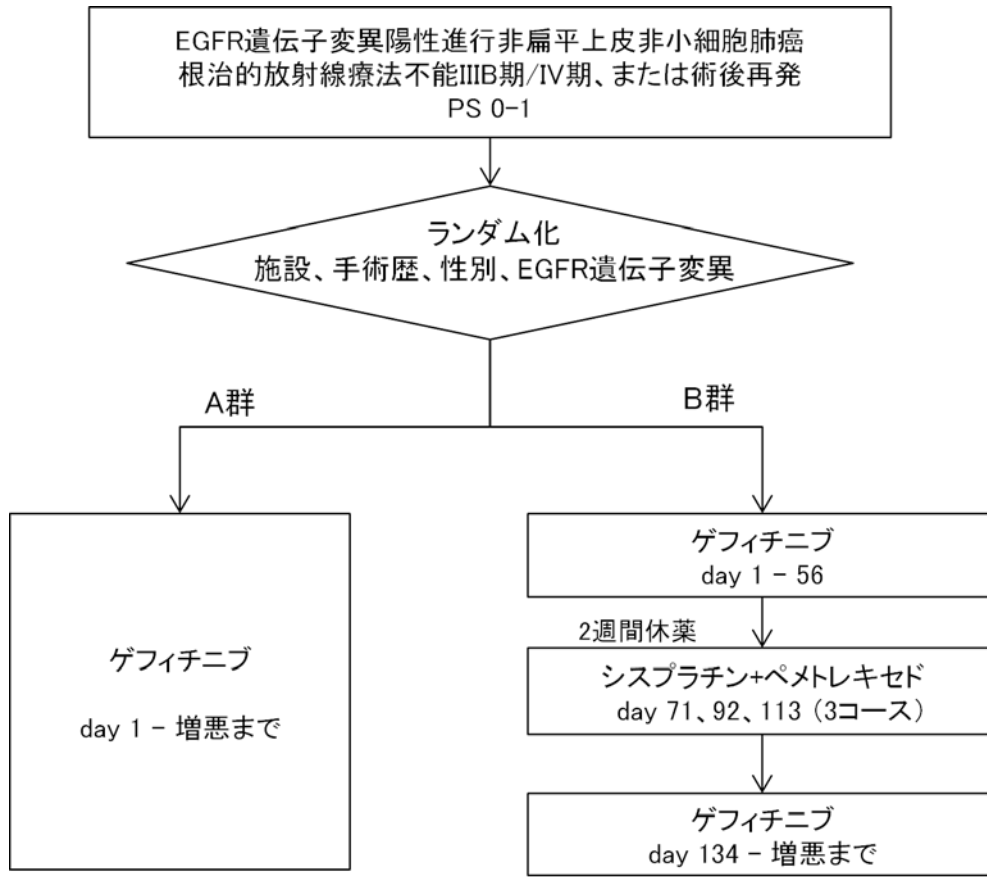 EGFR遺伝子変異陽性進行非扁平上皮非小細胞肺癌
根治的放射線療法不能IIIB期/IV期、または術後再発
PS 0-1
ランダム化
施設、手術歴、性別、EGFR遺伝子変異
A群
B群
ゲフィチニブ
day 1 - 増悪まで
ゲフィチニブ
day 1 - 56
2週間休薬
シスプラチン+ペメトレキセド
day 71、92、113 (3コース)
ゲフィチニブ
day 134 - 増悪まで